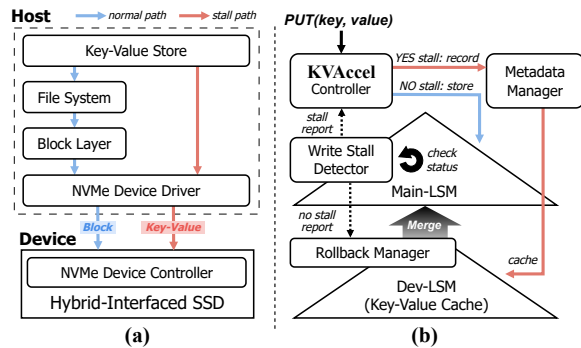 Host
normal path
stall path
Key-Value Store
File System
Block Layer
NVMe Device Driver
Block
Key-Value
Device
NVMe Device Controller
Hybrid-Interfaced SSD
(a)
PUT(key, value)
KVAccel
Controller
YES stall: record
NO stall: store
Metadata
Manager
stall
report
Write Stall
Detector
check
status
Main-LSM
no stall
report
Merge
Rollback Manager
cache
Dev-LSM
(Key-Value Cache)
(b)